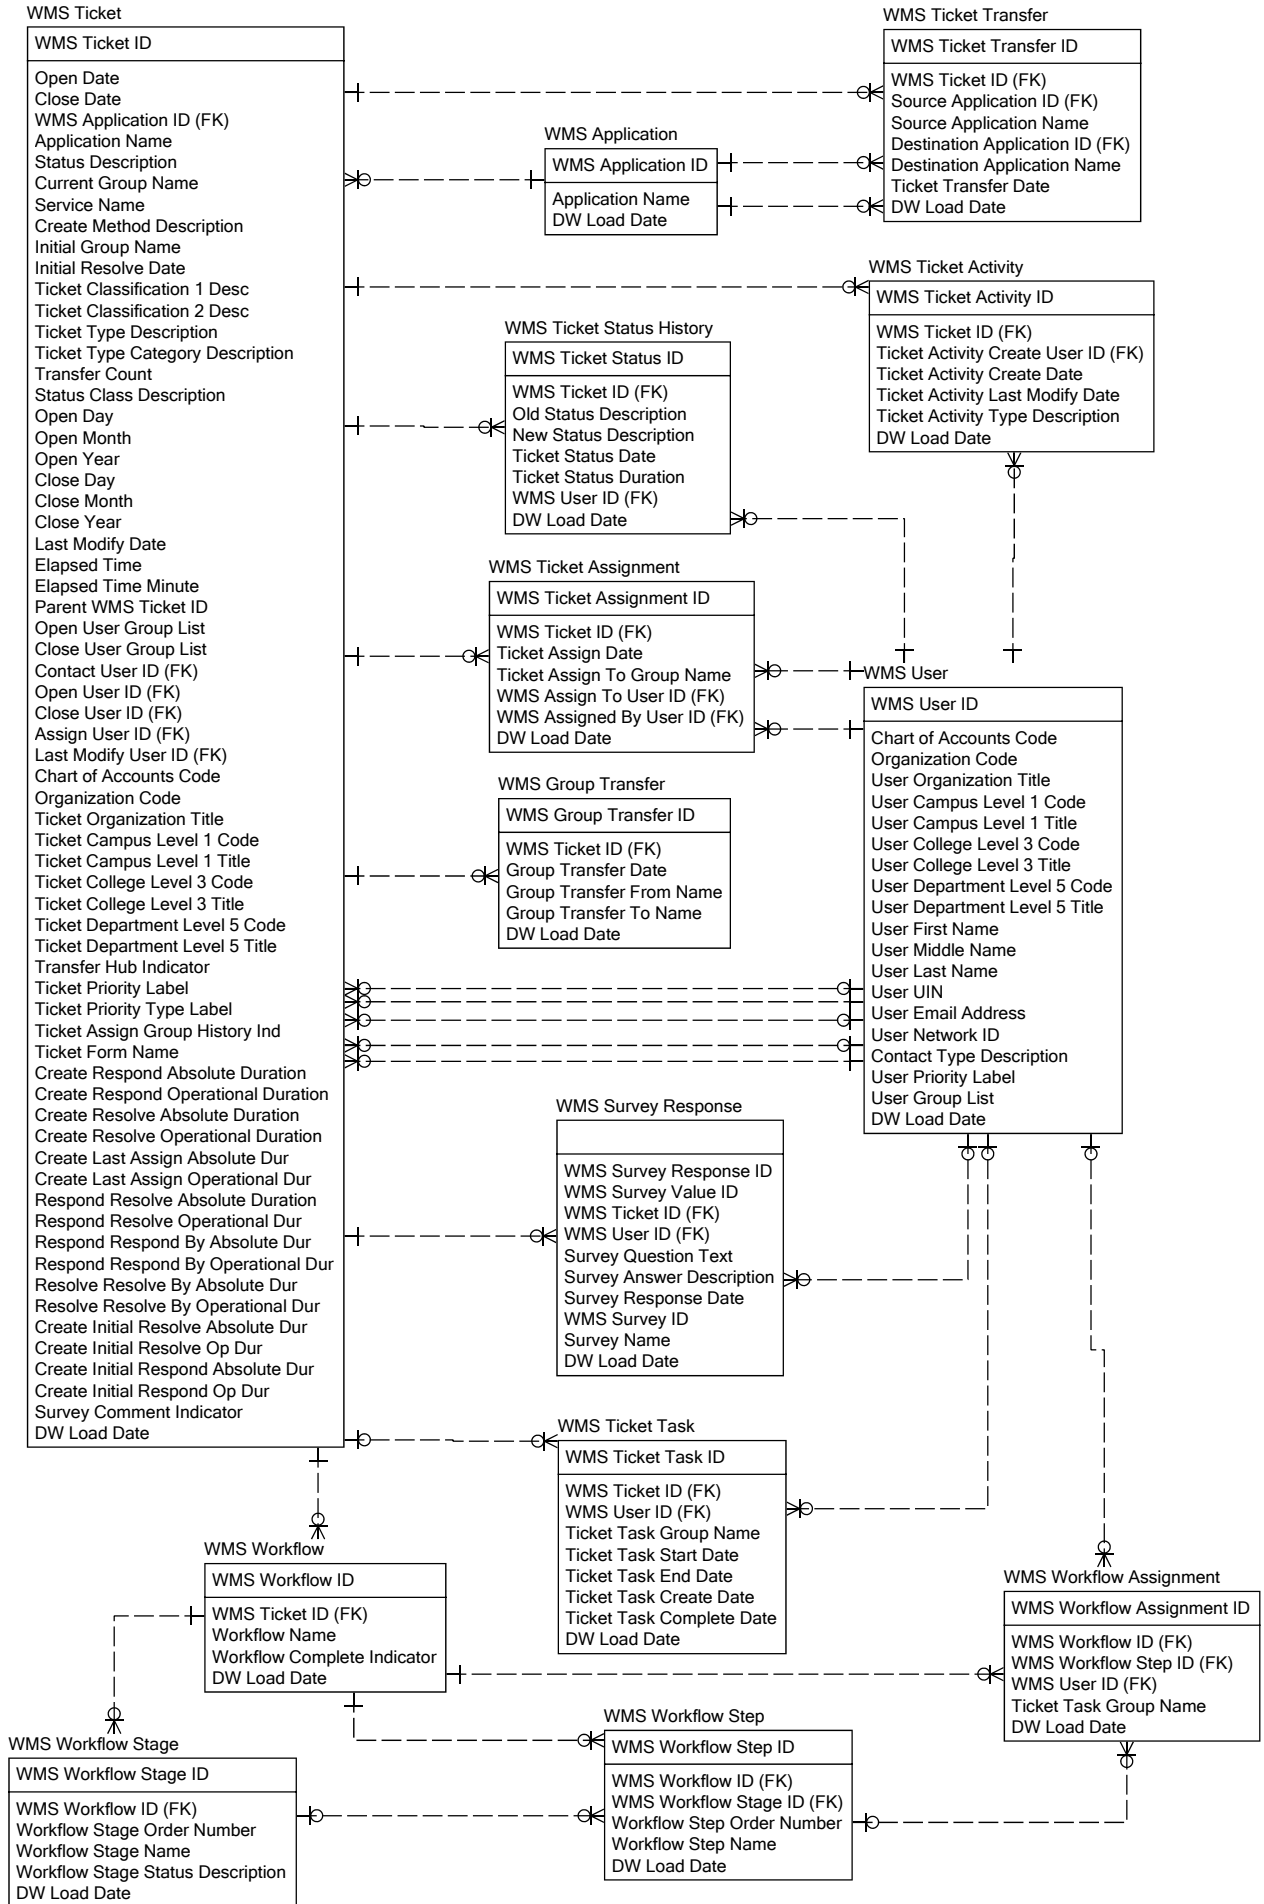 WMS Ticket
WMS Ticket ID
Open Date
Close Date
WMS Application ID (FK)
Application Name
Status Description
Current Group Name
Service Name
Create Method Description
Initial Group Name
Initial Resolve Date
Ticket Classification 1 Desc
Ticket Classification 2 Desc
Ticket Type Description
Ticket Type Category Description
Transfer Count
Status Class Description
Open Day
Open Month
Open Year
Close Day
Close Month
Close Year
Last Modify Date
Elapsed Time
Elapsed Time Minute
Parent WMS Ticket ID
Open User Group List
Close User Group List
Contact User ID (FK)
Open User ID (FK)
Close User ID (FK)
Assign User ID (FK)
Last Modify User ID (FK)
Chart of Accounts Code
Organization Code
Ticket Organization Title
Ticket Campus Level 1 Code
Ticket Campus Level 1 Title
Ticket College Level 3 Code
Ticket College Level 3 Title
Ticket Department Level 5 Code
Ticket Department Level 5 Title
Transfer Hub Indicator
Ticket Priority Label
Ticket Priority Type Label
Ticket Assign Group History Ind
Ticket Form Name
Create Respond Absolute Duration
Create Respond Operational Duration
Create Resolve Absolute Duration
Create Resolve Operational Duration
Create Last Assign Absolute Dur
Create Last Assign Operational Dur
Respond Resolve Absolute Duration
Respond Resolve Operational Dur
Respond Respond By Absolute Dur
Respond Respond By Operational Dur
Resolve Resolve By Absolute Dur
Resolve Resolve By Operational Dur
Create Initial Resolve Absolute Dur
Create Initial Resolve Op Dur
Create Initial Respond Absolute Dur
Create Initial Respond Op Dur
Survey Comment Indicator
DW Load Date
WMS Ticket Transfer
WMS Ticket Transfer ID
WMS Ticket ID (FK)
Source Application ID (FK)
Source Application Name
Destination Application ID (FK)
Destination Application Name
Ticket Transfer Date
DW Load Date
WMS Application
WMS Application ID
Application Name
DW Load Date
WMS Ticket Activity
WMS Ticket Activity ID
WMS Ticket ID (FK)
Ticket Activity Create User ID (FK)
Ticket Activity Create Date
Ticket Activity Last Modify Date
Ticket Activity Type Description
DW Load Date
WMS Ticket Status History
WMS Ticket Status ID
WMS Ticket ID (FK)
Old Status Description
New Status Description
Ticket Status Date
Ticket Status Duration
WMS User ID (FK)
DW Load Date
WMS Ticket Assignment
WMS Ticket Assignment ID
WMS Ticket ID (FK)
Ticket Assign Date
Ticket Assign To Group Name
WMS Assign To User ID (FK)
WMS Assigned By User ID (FK)
DW Load Date
WMS User
WMS User ID
Chart of Accounts Code
Organization Code
User Organization Title
User Campus Level 1 Code
User Campus Level 1 Title
User College Level 3 Code
User College Level 3 Title
User Department Level 5 Code
User Department Level 5 Title
User First Name
User Middle Name
User Last Name
User UIN
User Email Address
User Network ID
Contact Type Description
User Priority Label
User Group List
DW Load Date
WMS Group Transfer
WMS Group Transfer ID
WMS Ticket ID (FK)
Group Transfer Date
Group Transfer From Name
Group Transfer To Name
DW Load Date
WMS Survey Response
WMS Survey Response ID
WMS Survey Value ID
WMS Ticket ID (FK)
WMS User ID (FK)
Survey Question Text
Survey Answer Description
Survey Response Date
WMS Survey ID
Survey Name
DW Load Date
WMS Ticket Task
WMS Ticket Task ID
WMS Ticket ID (FK)
WMS User ID (FK)
Ticket Task Group Name
Ticket Task Start Date
Ticket Task End Date
Ticket Task Create Date
Ticket Task Complete Date
DW Load Date
WMS Workflow
WMS Workflow ID
WMS Ticket ID (FK)
Workflow Name
Workflow Complete Indicator
DW Load Date
WMS Workflow Assignment
WMS Workflow Assignment ID
WMS Workflow ID (FK)
WMS Workflow Step ID (FK)
WMS User ID (FK)
Ticket Task Group Name
DW Load Date
WMS Workflow Step
WMS Workflow Step ID
WMS Workflow ID (FK)
WMS Workflow Stage ID (FK)
Workflow Step Order Number
Workflow Step Name
DW Load Date
WMS Workflow Stage
WMS Workflow Stage ID
WMS Workflow ID (FK)
Workflow Stage Order Number
Workflow Stage Name
Workflow Stage Status Description
DW Load Date